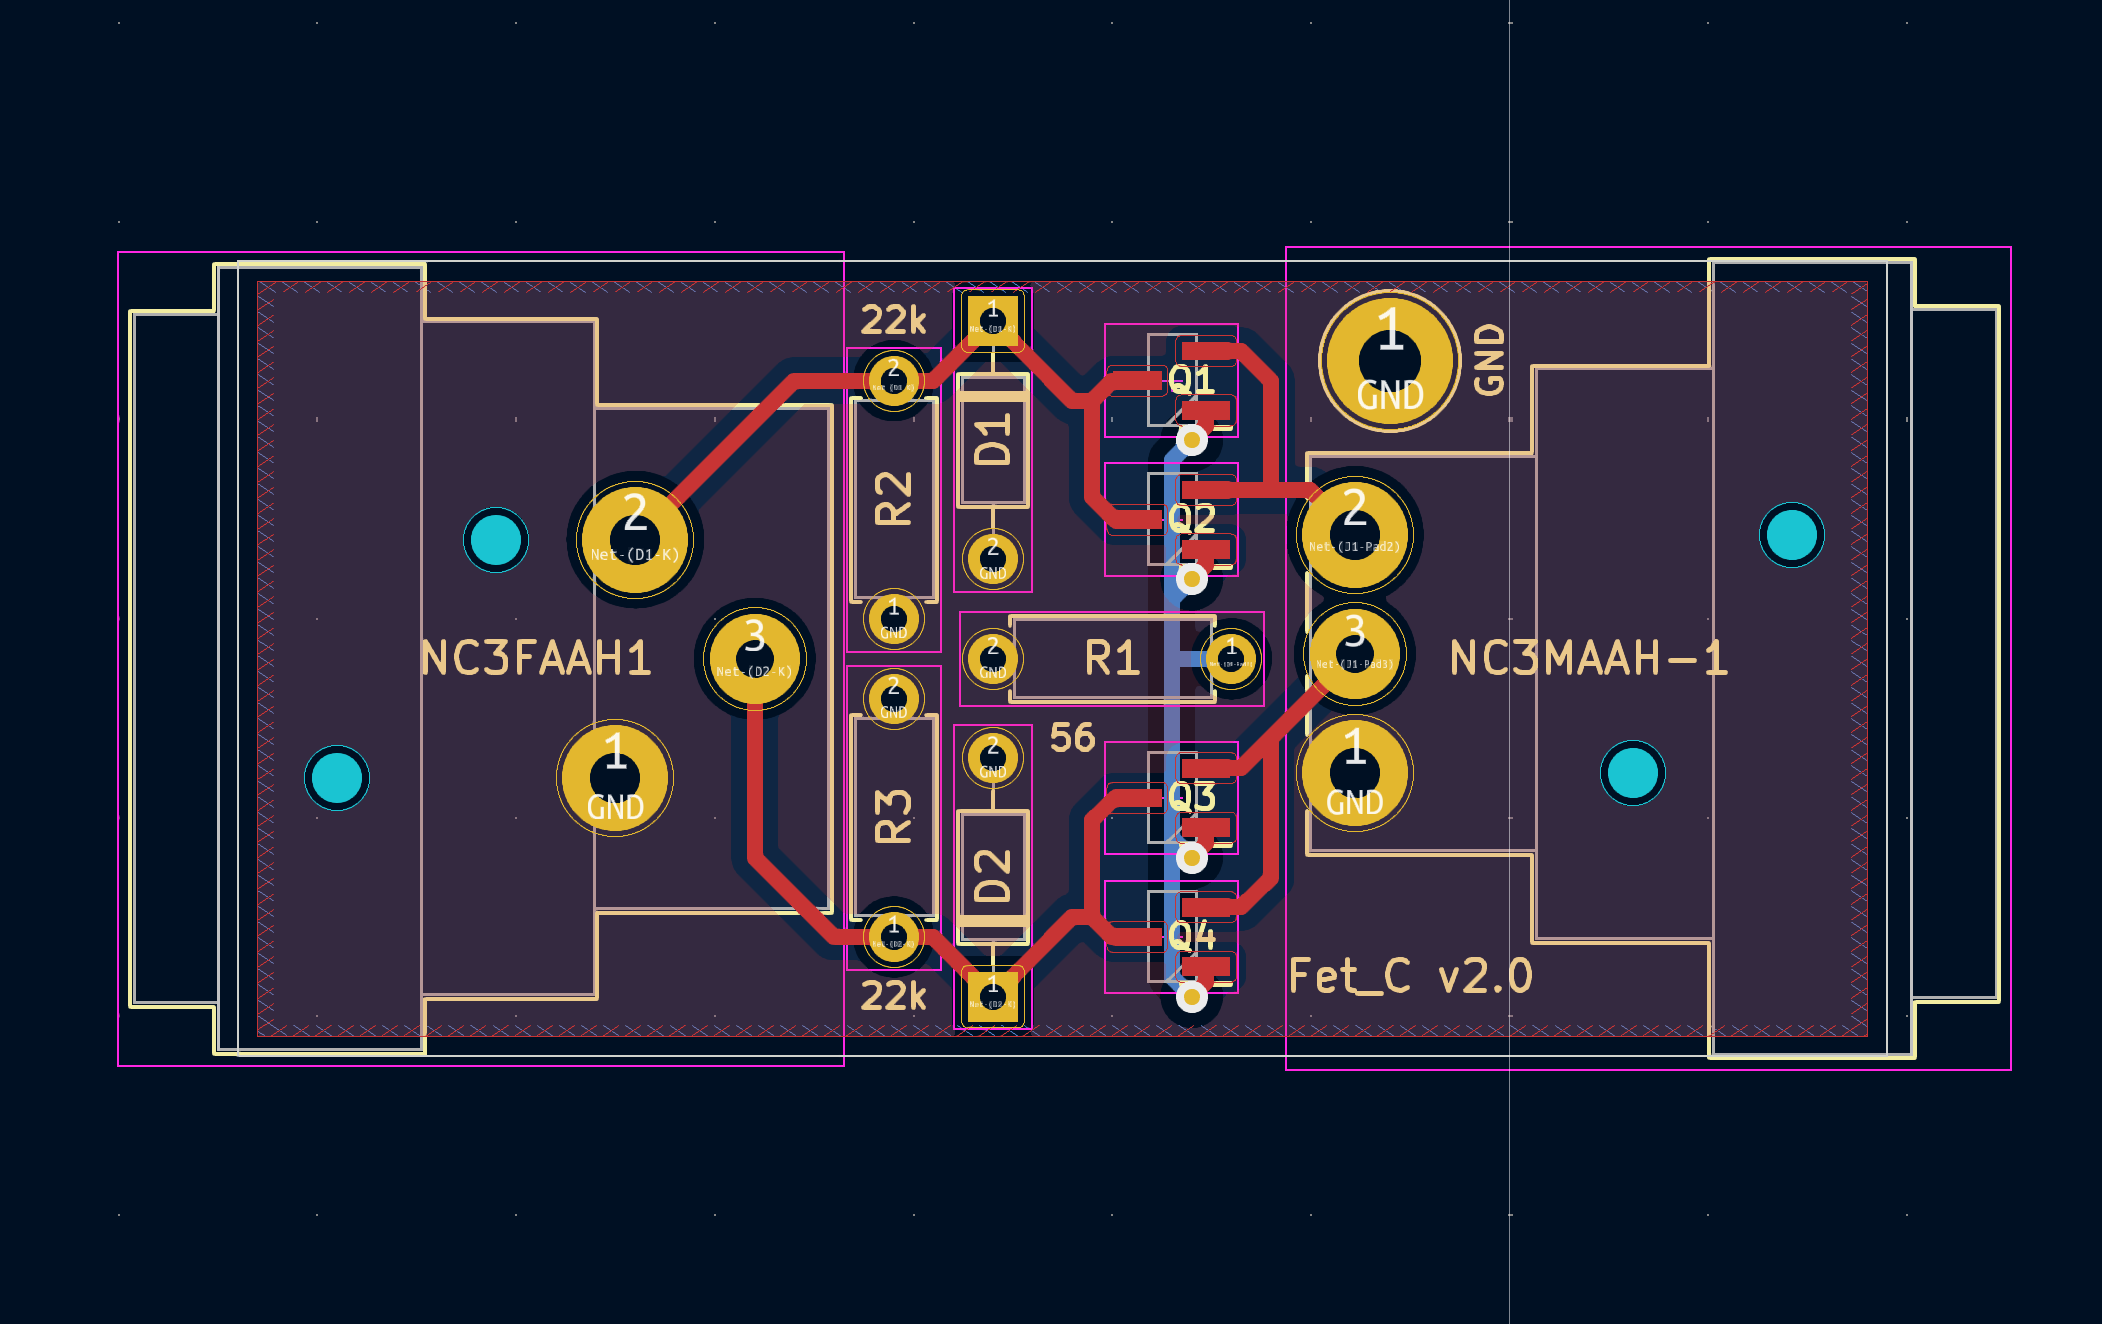 22k
1
Net-(D1-K)
2
Net-(D1-K)
R2
D1
2
GND
1
GND
Q1
Q2
1
GND
GND
2
Net-(D1-K)
2
Net-(J1-Pad2)
3
Net-(D2-K)
NC3FAAH1
2
GND
R1
1
3
Net-(J1-Pad3)
NC3MAAH-1
1
GND
2
GND
R3
56
2
GND
D2
Q3
Q4
1
GND
1
Net-(D2-K)
22k
1
Net-(D2-K)
Fet_C v2.0